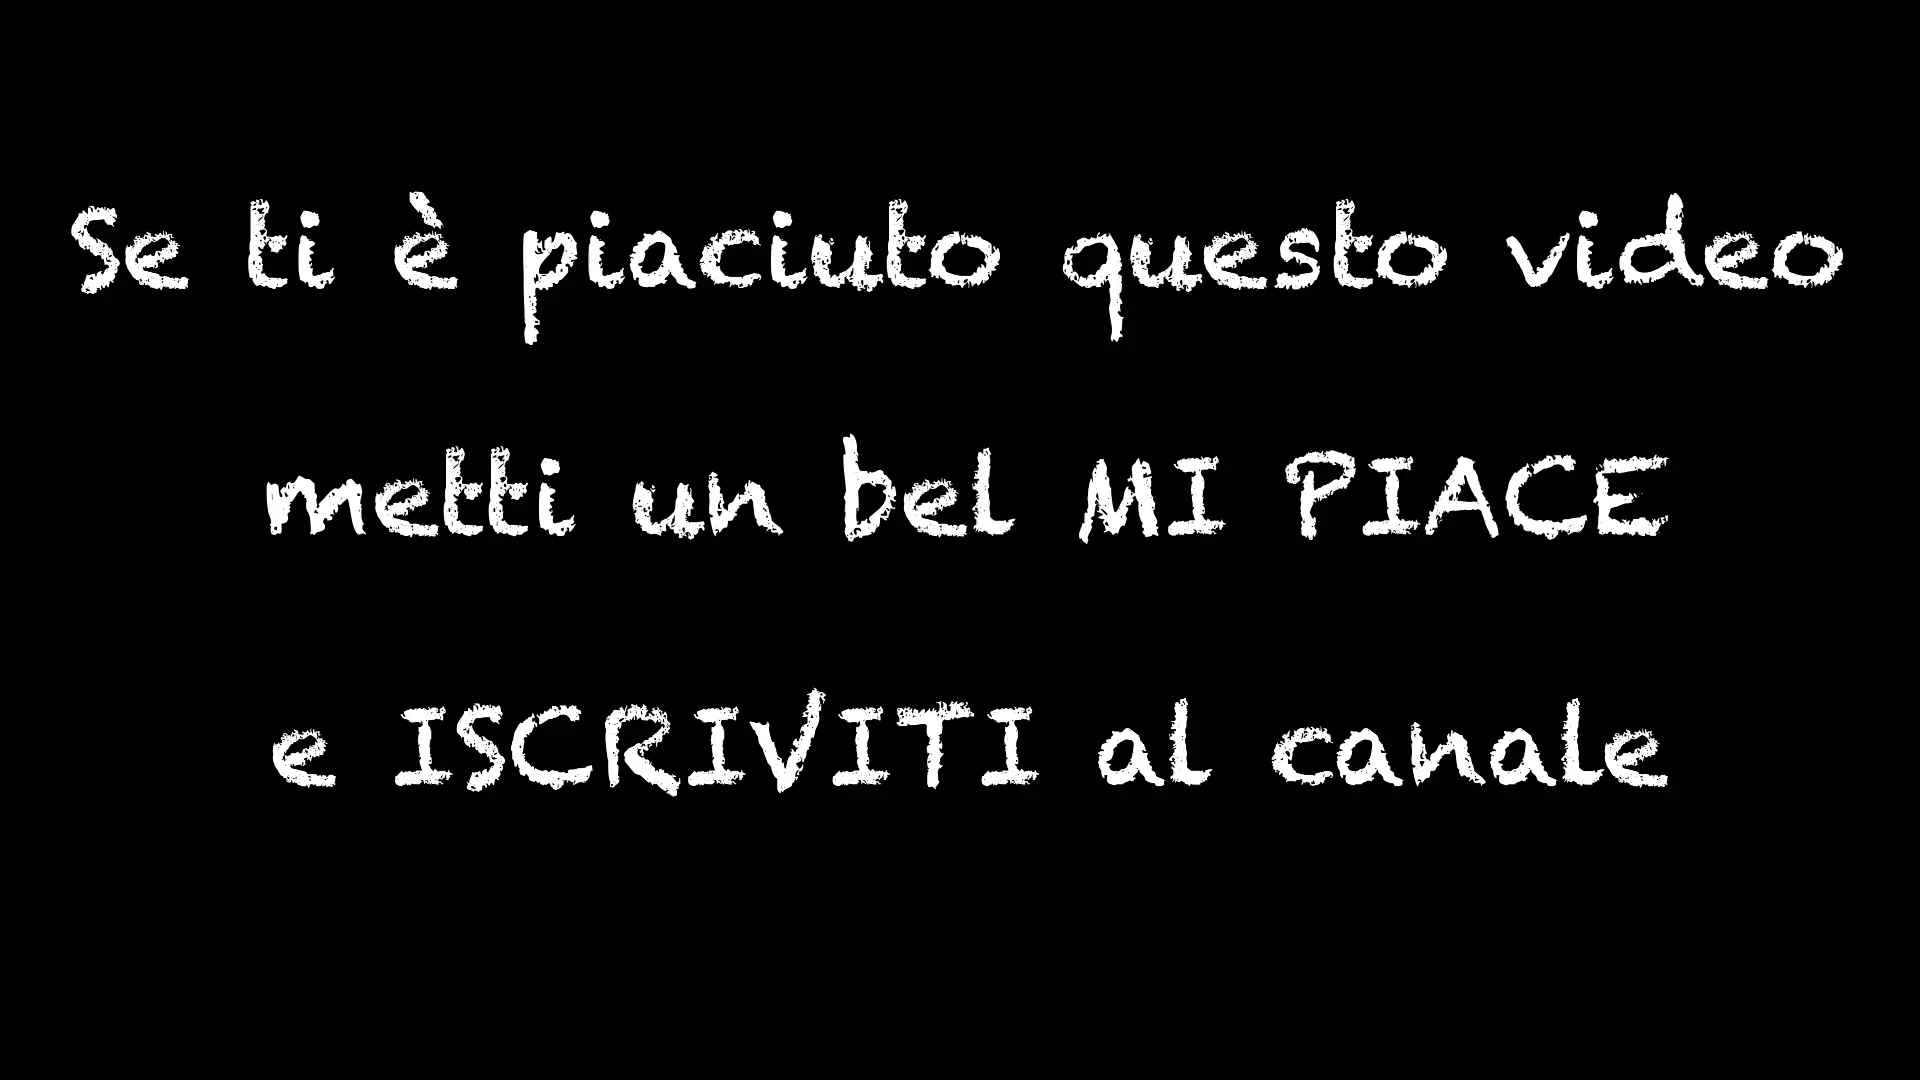 Se ti è piaciuto questo video
metti un bel MI PIACE
e ISCRIVITI al canale